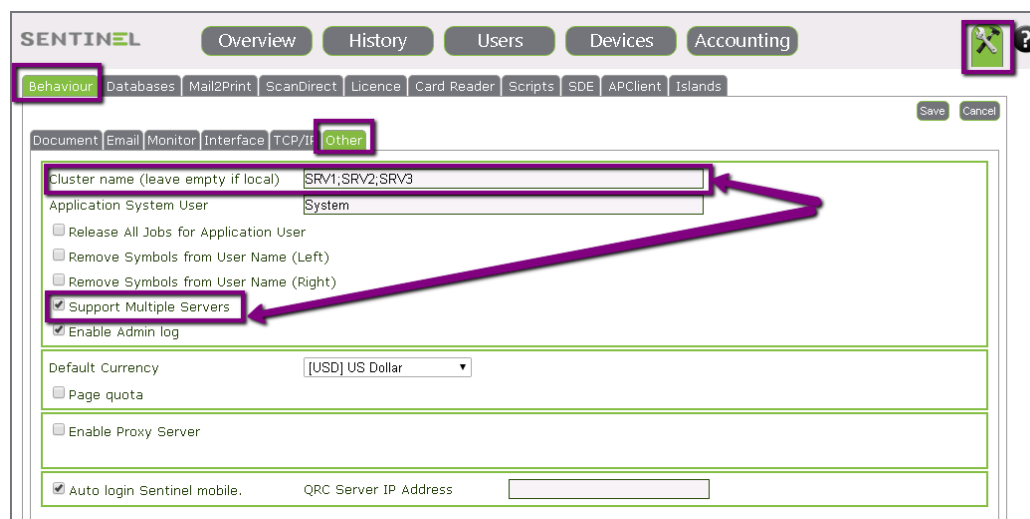 SENTINEL Overview History Users Devices Accounting ?
Behaviour Databases Mail2Print ScanDirect Licence Card Reader Scripts SDE APClient Islands
Save Cancel
Document Email Monitor Interface TCP/IP Other
Cluster name (leave empty if local) SRV1;SRV2;SRV3
Application System User System
Release All Jobs for Application User
Remove Symbols from User Name (Left)
Remove Symbols from User Name (Right)
Support Multiple Servers
Enable Admin log
Default Currency [USD] US Dollar
Page quota
Enable Proxy Server
Auto login Sentinel mobile. QRC Server IP Address